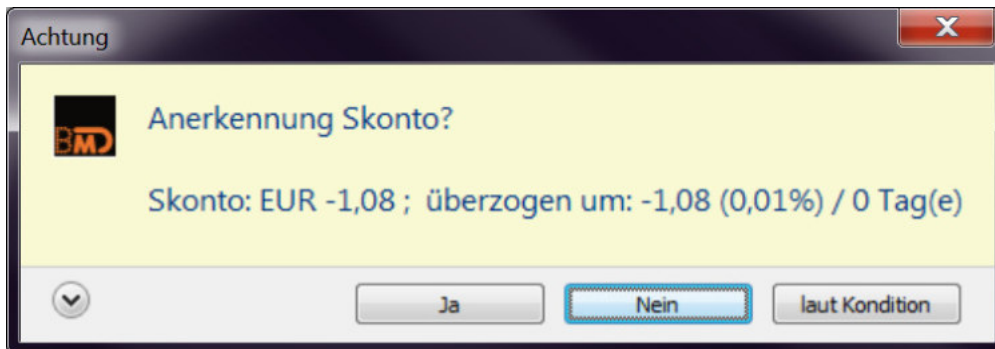 Achtung
BMD
Anerkennung Skonto?
Skonto: EUR -1,08 ; überzogen um: -1,08 (0,01%) / 0 Tag(e)
Ja
Nein
laut Kondition